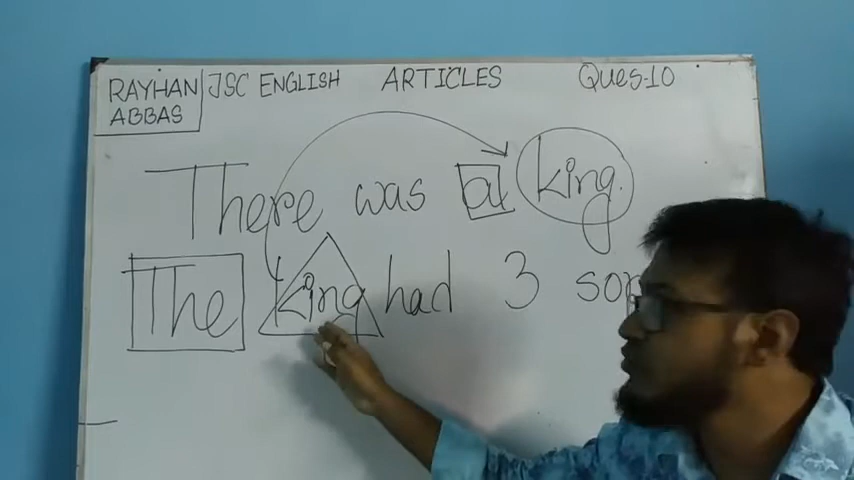 RAYHAN ABBAS
JSC ENGLISH ARTICLES Ques-10
There was a king.
The king had 3